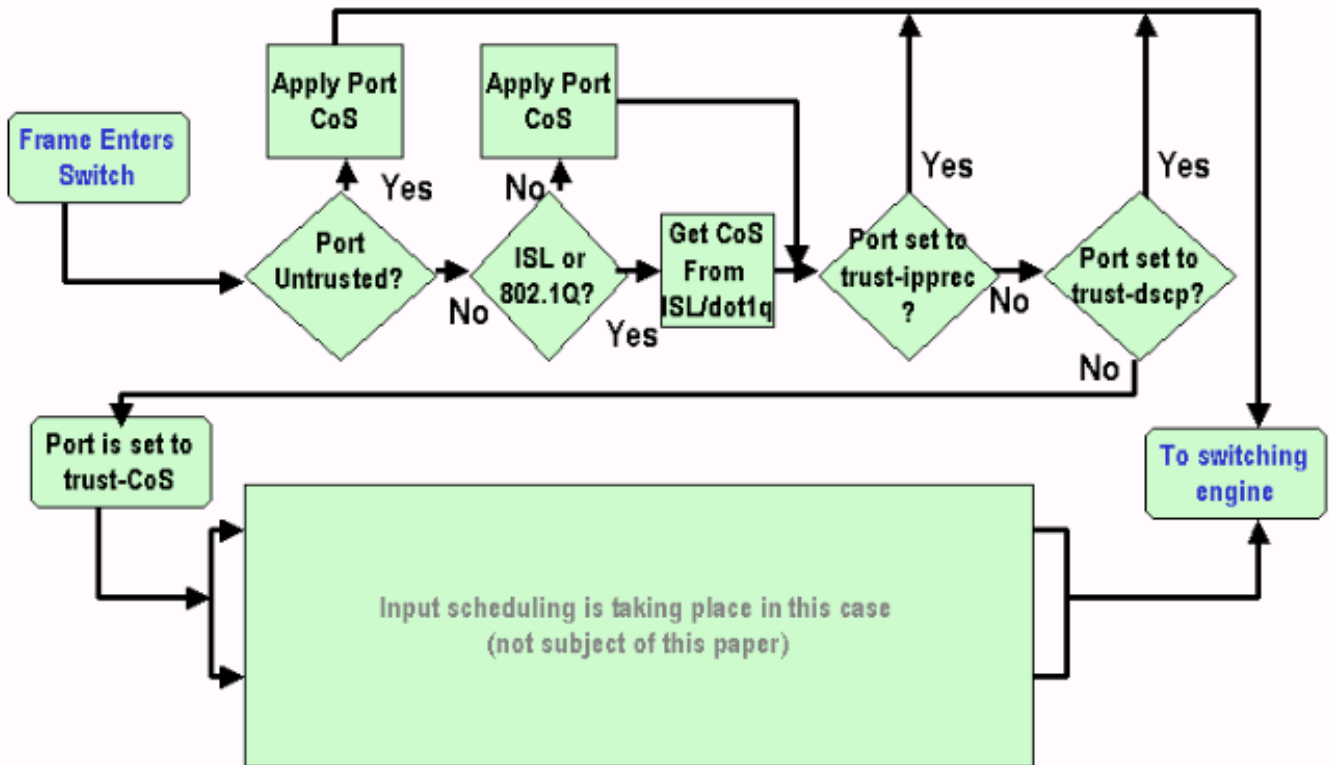 Apply Port
CoS
Apply Port
CoS
Frame Enters
Switch
Yes
No
Yes
Yes
Port
Untrusted?
ISL or
802.1Q?
Get CoS
From
ISL/dot1q
Port set to
trust-ipprec
?
Port set to
trust-dscp?
No
Yes
No
No
Port is set to
trust-CoS
To switching
engine
Input scheduling is taking place in this case
(not subject of this paper)